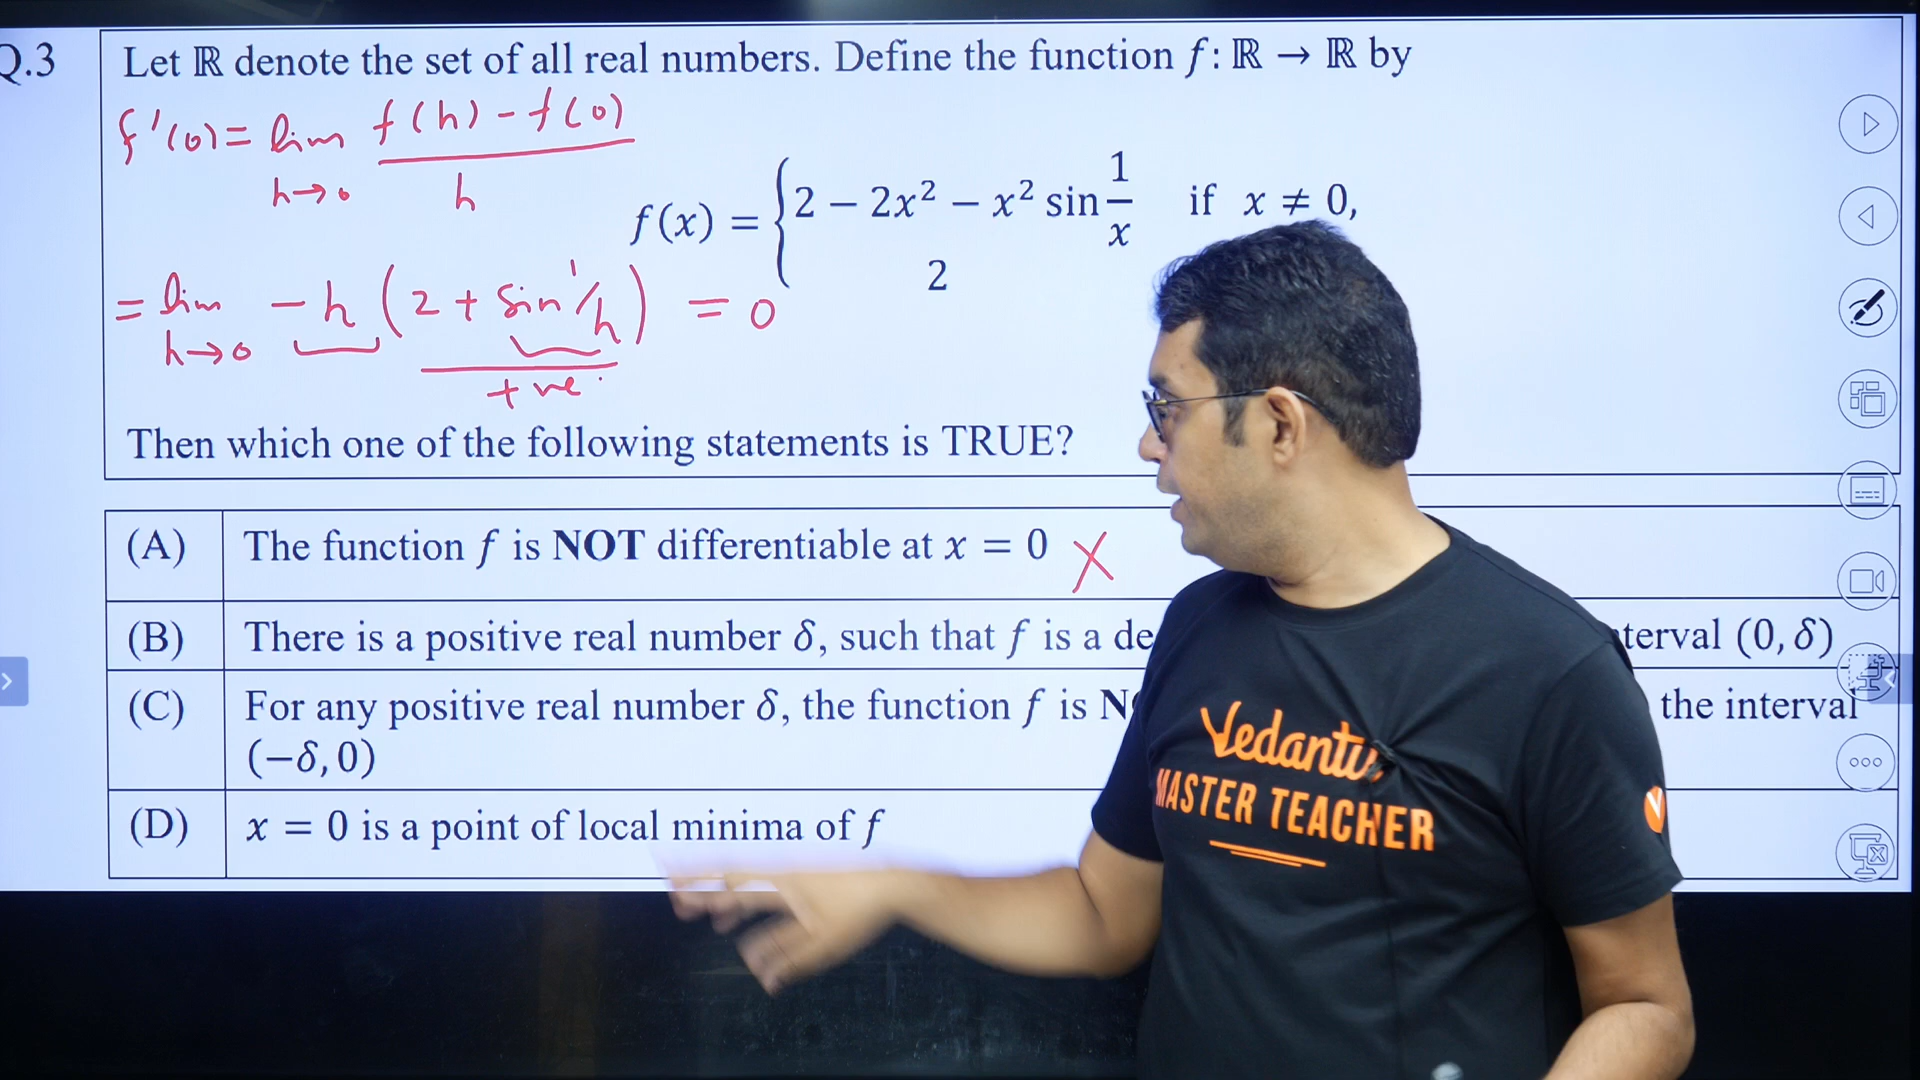 Q.3
Let ℝ denote the set of all real numbers. Define the function f: ℝ → ℝ by
f'(0) = lim h→0 f(h) - f(0) / h
f(x) = { 2 − 2x² − x² sin 1/x if x ≠ 0,
2
= lim h→0 -h (2 + sin 1/h) = 0
+ve
Then which one of the following statements is TRUE?
(A) The function f is NOT differentiable at x = 0 X
(B) There is a positive real number δ, such that f is a terval (0, δ)
(C) For any positive real number δ, the function f is the interval
(−δ, 0)
(D) x = 0 is a point of local minima of f
Vedantu
MASTER TEACHER
V